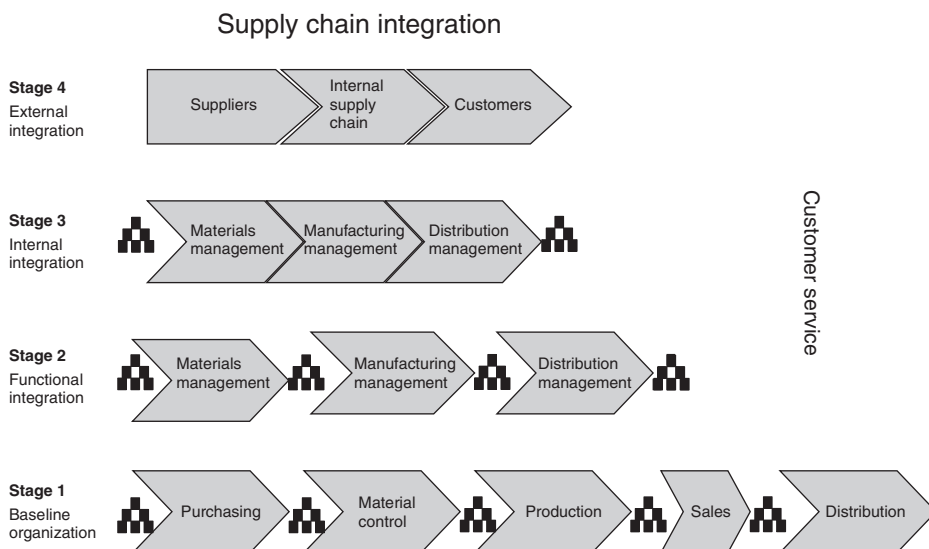 Supply chain integration
Stage 4
External
integration
Suppliers
Internal
supply
chain
Customers
Stage 3
Internal
integration
Materials
management
Manufacturing
management
Distribution
management
Customer service
Stage 2
Functional
integration
Materials
management
Manufacturing
management
Distribution
management
Stage 1
Baseline
organization
Purchasing
Material
control
Production
Sales
Distribution